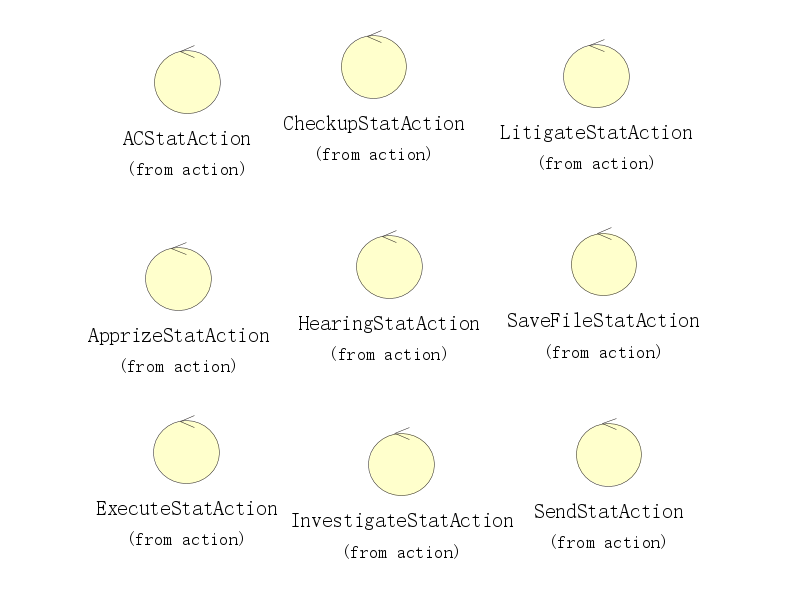 ACStatAction
(from action)
CheckupStatAction
(from action)
LitigateStatAction
(from action)
ApprizeStatAction
(from action)
HearingStatAction
(from action)
SaveFileStatAction
(from action)
ExecuteStatAction
(from action)
InvestigateStatAction
(from action)
SendStatAction
(from action)